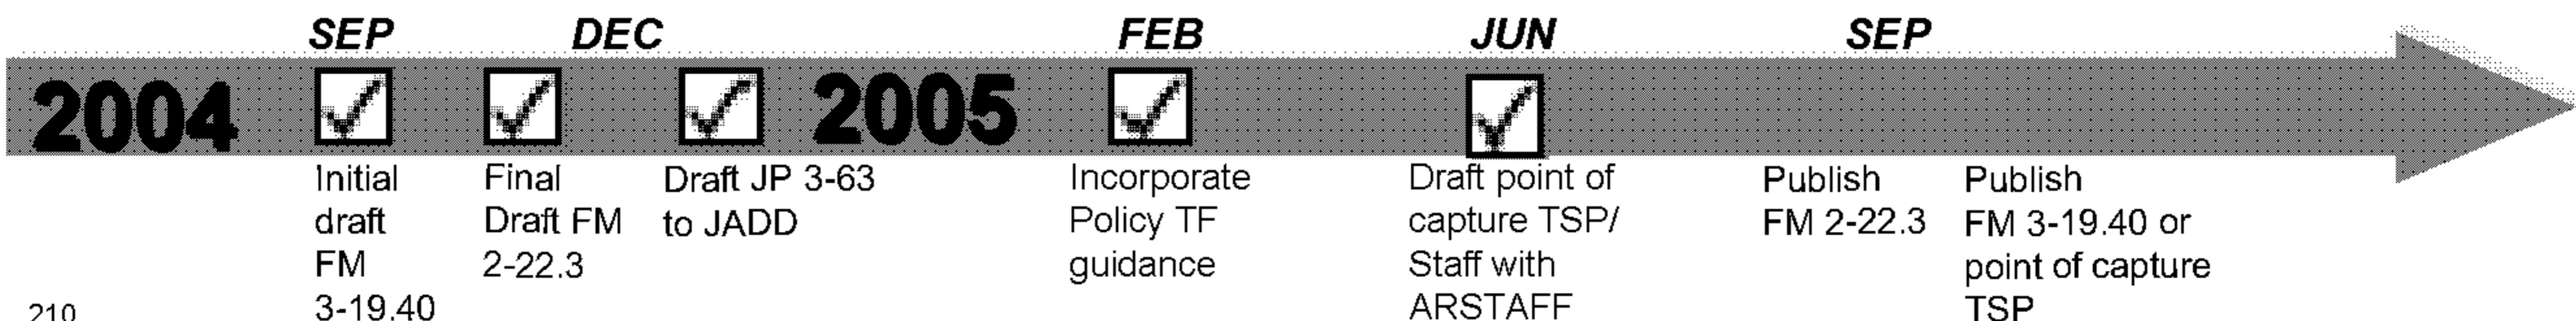 SEP DEC FEB JUN SEP
2004 2005
Initial
draft
FM
3-19.40
Final
Draft FM
2-22.3
Draft JP 3-63
to JADD
Incorporate
Policy TF
guidance
Draft point of
capture TSP/
Staff with
ARSTAFF
Publish
FM 2-22.3
Publish
FM 3-19.40 or
point of capture
TSP
210